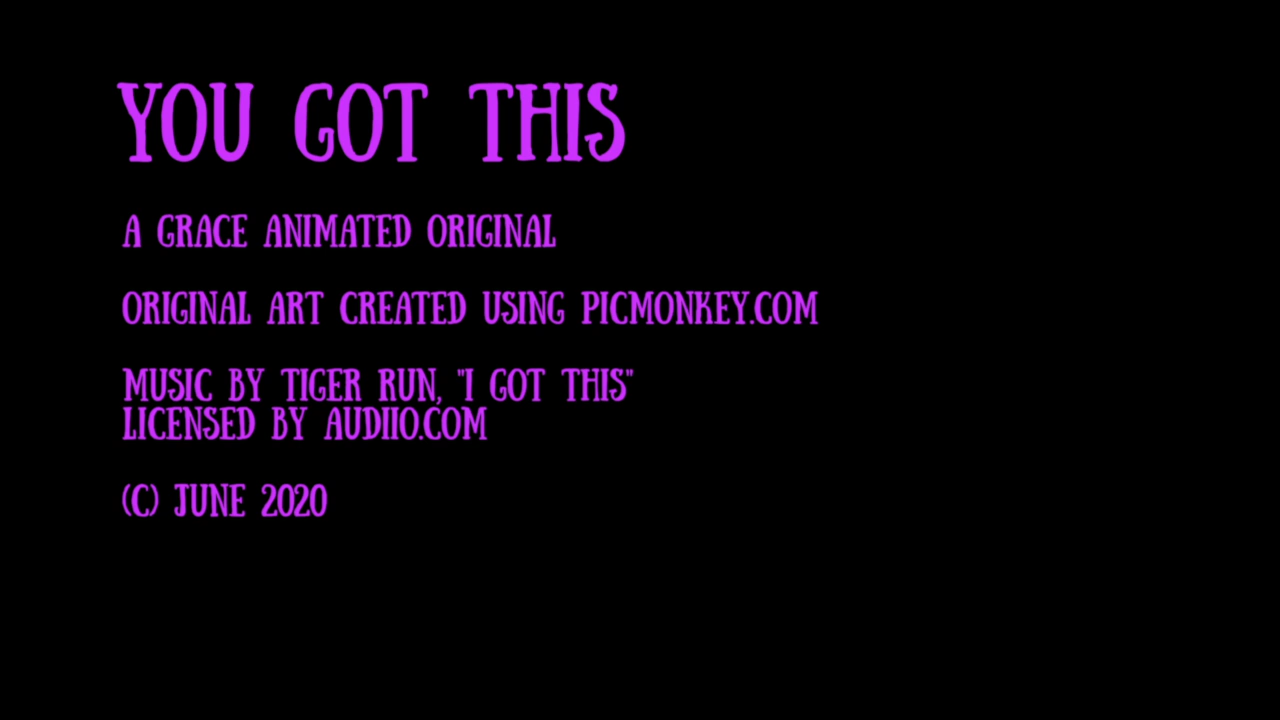 YOU GOT THIS
A GRACE ANIMATED ORIGINAL
ORIGINAL ART CREATED USING PICMONKEY.COM
MUSIC BY TIGER RUN, "I GOT THIS"
LICENSED BY AUDIIO.COM
(C) JUNE 2020